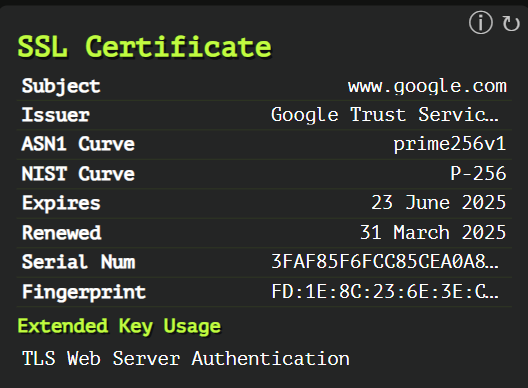 SSL Certificate
Subject www.google.com
Issuer Google Trust Servic...
ASN1 Curve prime256v1
NIST Curve P-256
Expires 23 June 2025
Renewed 31 March 2025
Serial Num 3FAF85F6FCC85CEA0A8...
Fingerprint FD:1E:8C:23:6E:3E:C...
Extended Key Usage
TLS Web Server Authentication